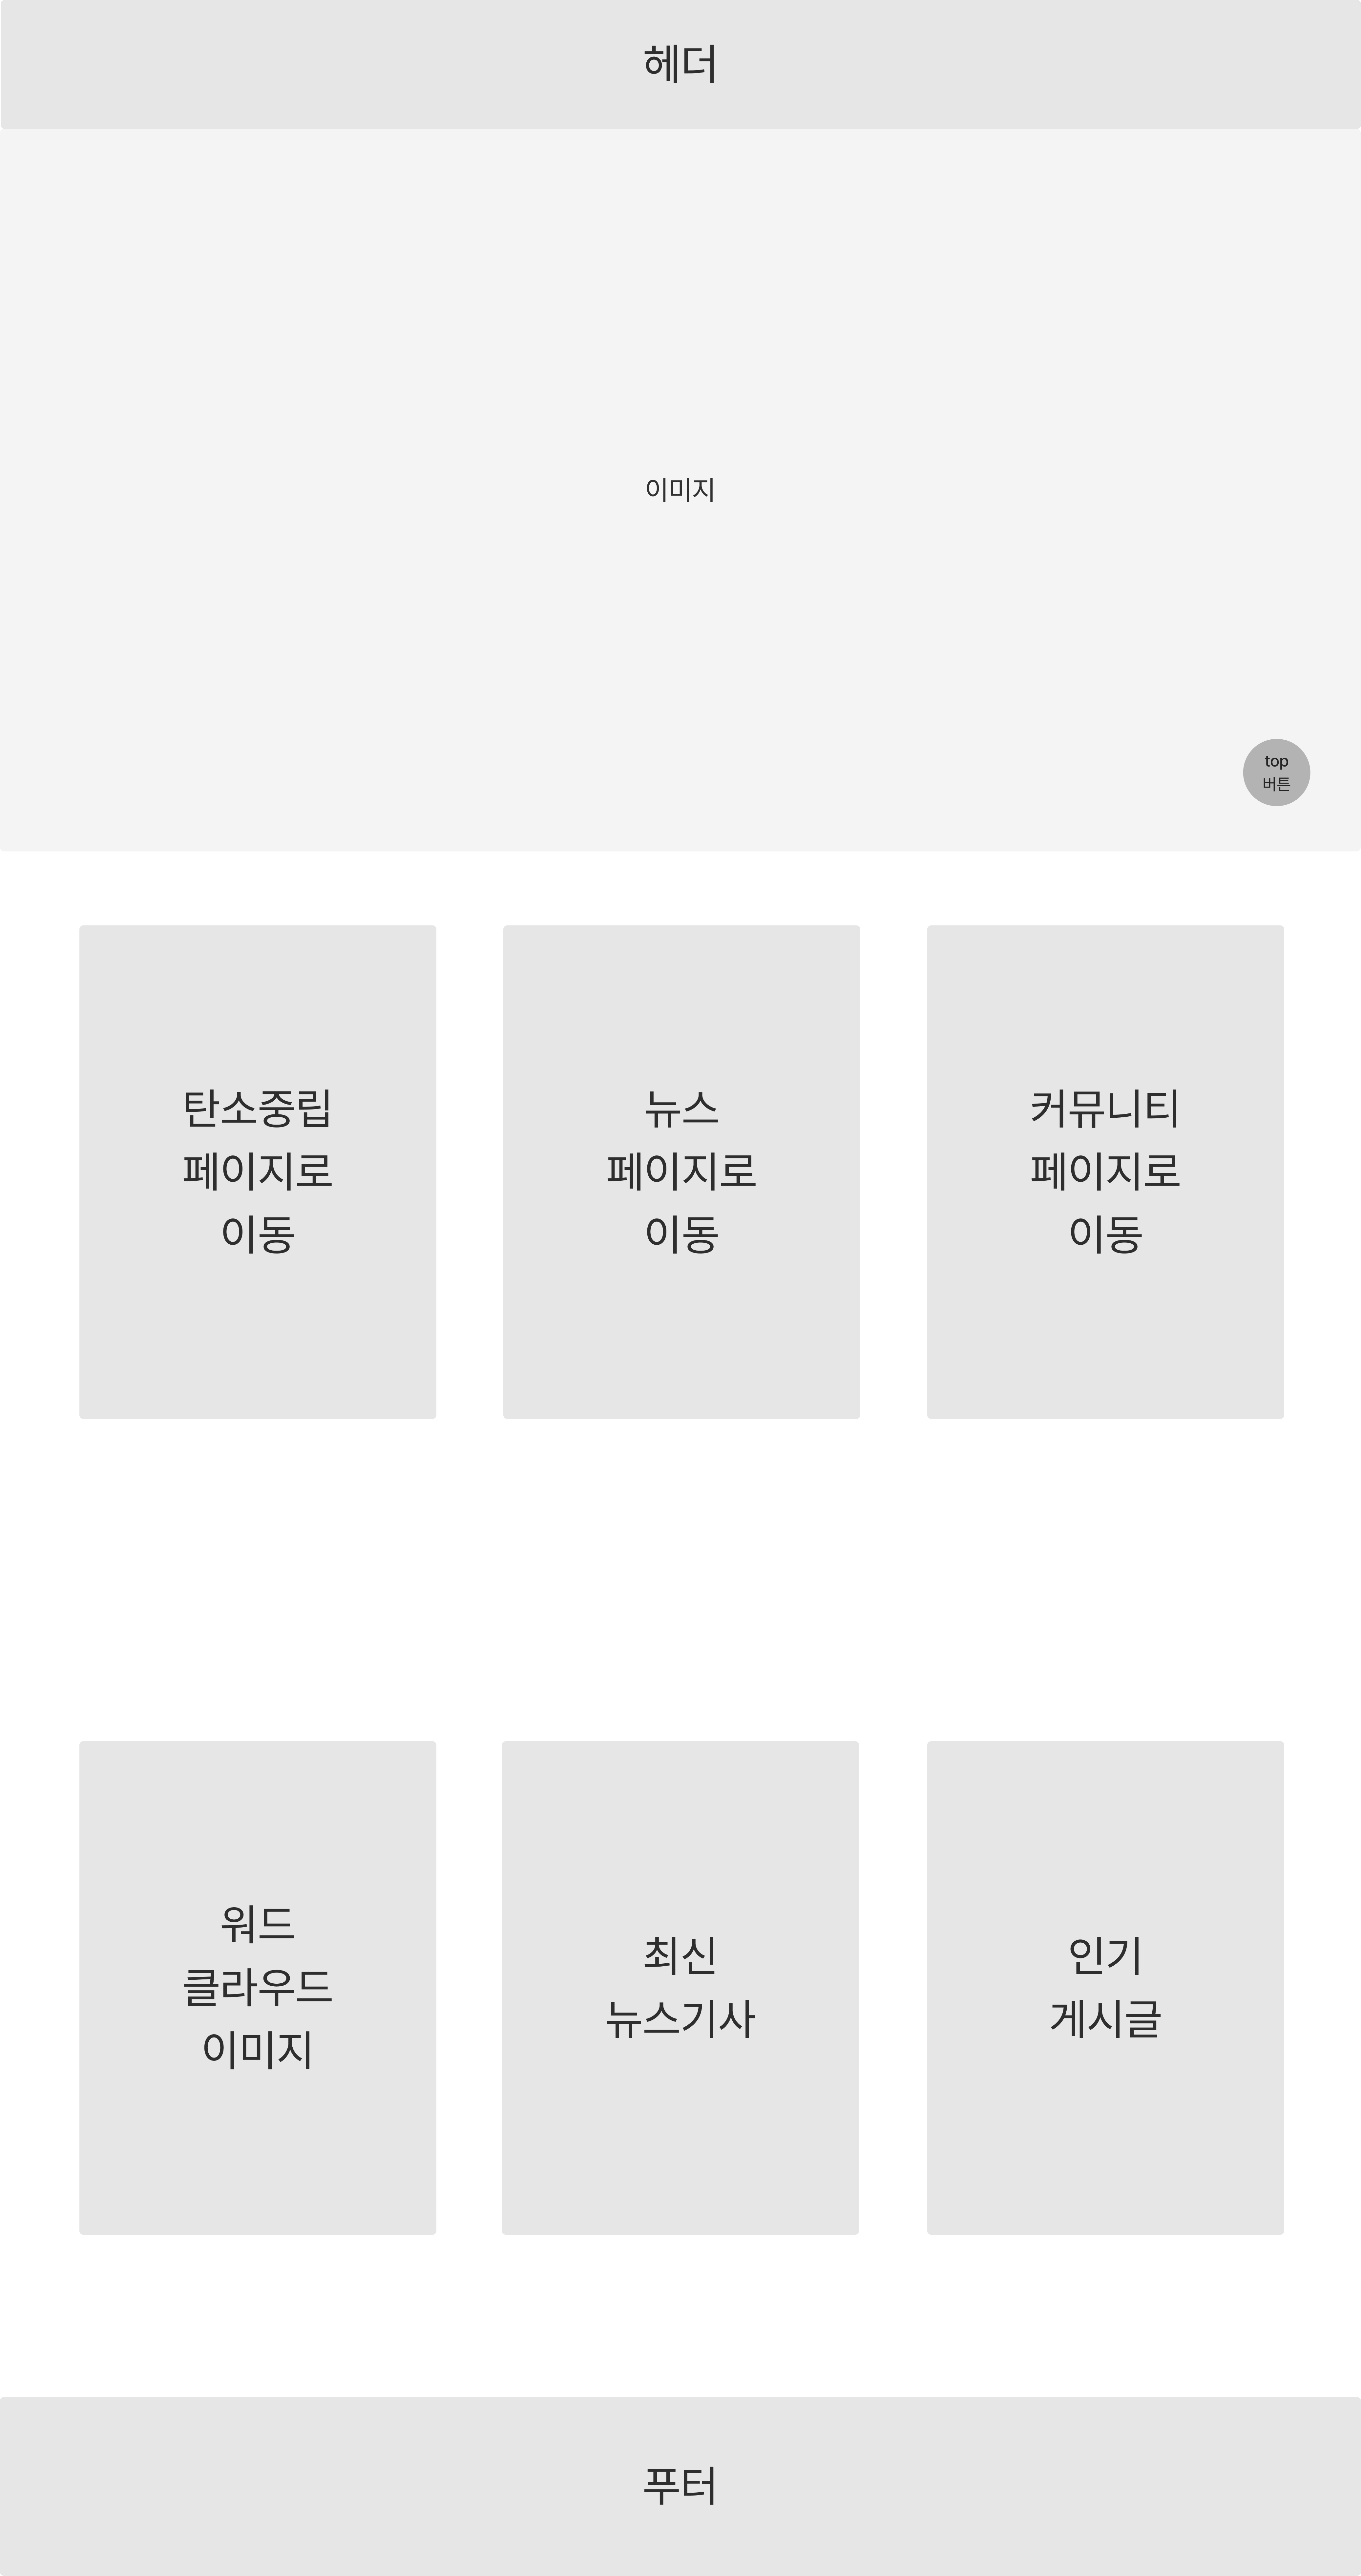 헤더
이미지
top
버튼
탄소중립
페이지로
이동
뉴스
페이지로
이동
커뮤니티
페이지로
이동
워드
클라우드
이미지
최신
뉴스기사
인기
게시글
푸터